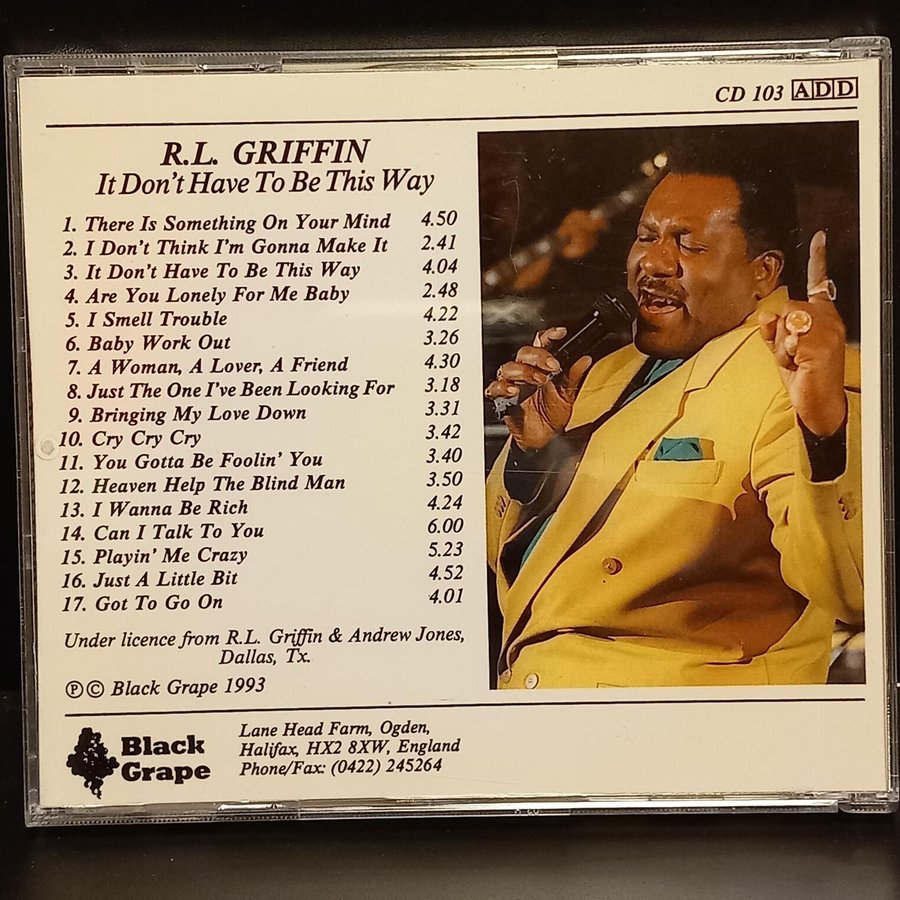 CD 103 ADD
R.L. GRIFFIN
It Don't Have To Be This Way
1. There Is Something On Your Mind 4.50
2. I Don't Think I'm Gonna Make It 2.41
3. It Don't Have To Be This Way 4.04
4. Are You Lonely For Me Baby 2.48
5. I Smell Trouble 4.22
6. Baby Work Out 3.26
7. A Woman, A Lover, A Friend 4.30
8. Just The One I've Been Looking For 3.18
9. Bringing My Love Down 3.31
10. Cry Cry Cry 3.42
11. You Gotta Be Foolin' You 3.40
12. Heaven Help The Blind Man 3.50
13. I Wanna Be Rich 4.24
14. Can I Talk To You 6.00
15. Playin' Me Crazy 5.23
16. Just A Little Bit 4.52
17. Got To Go On 4.01
Under licence from R.L. Griffin & Andrew Jones,
Dallas, Tx.
℗© Black Grape 1993
Black
Grape
Lane Head Farm, Ogden,
Halifax, HX2 8XW, England
Phone/Fax: (0422) 245264